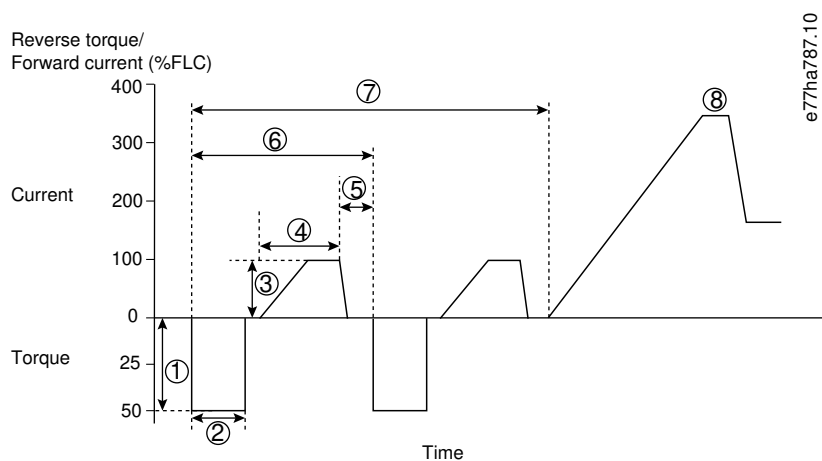 Reverse torque/
Forward current (%FLC)
e77ha787.10
400
⑦
⑧
300
⑥
Current
200
⑤
④
100
③
0
Torque
25
①
50
②
Time